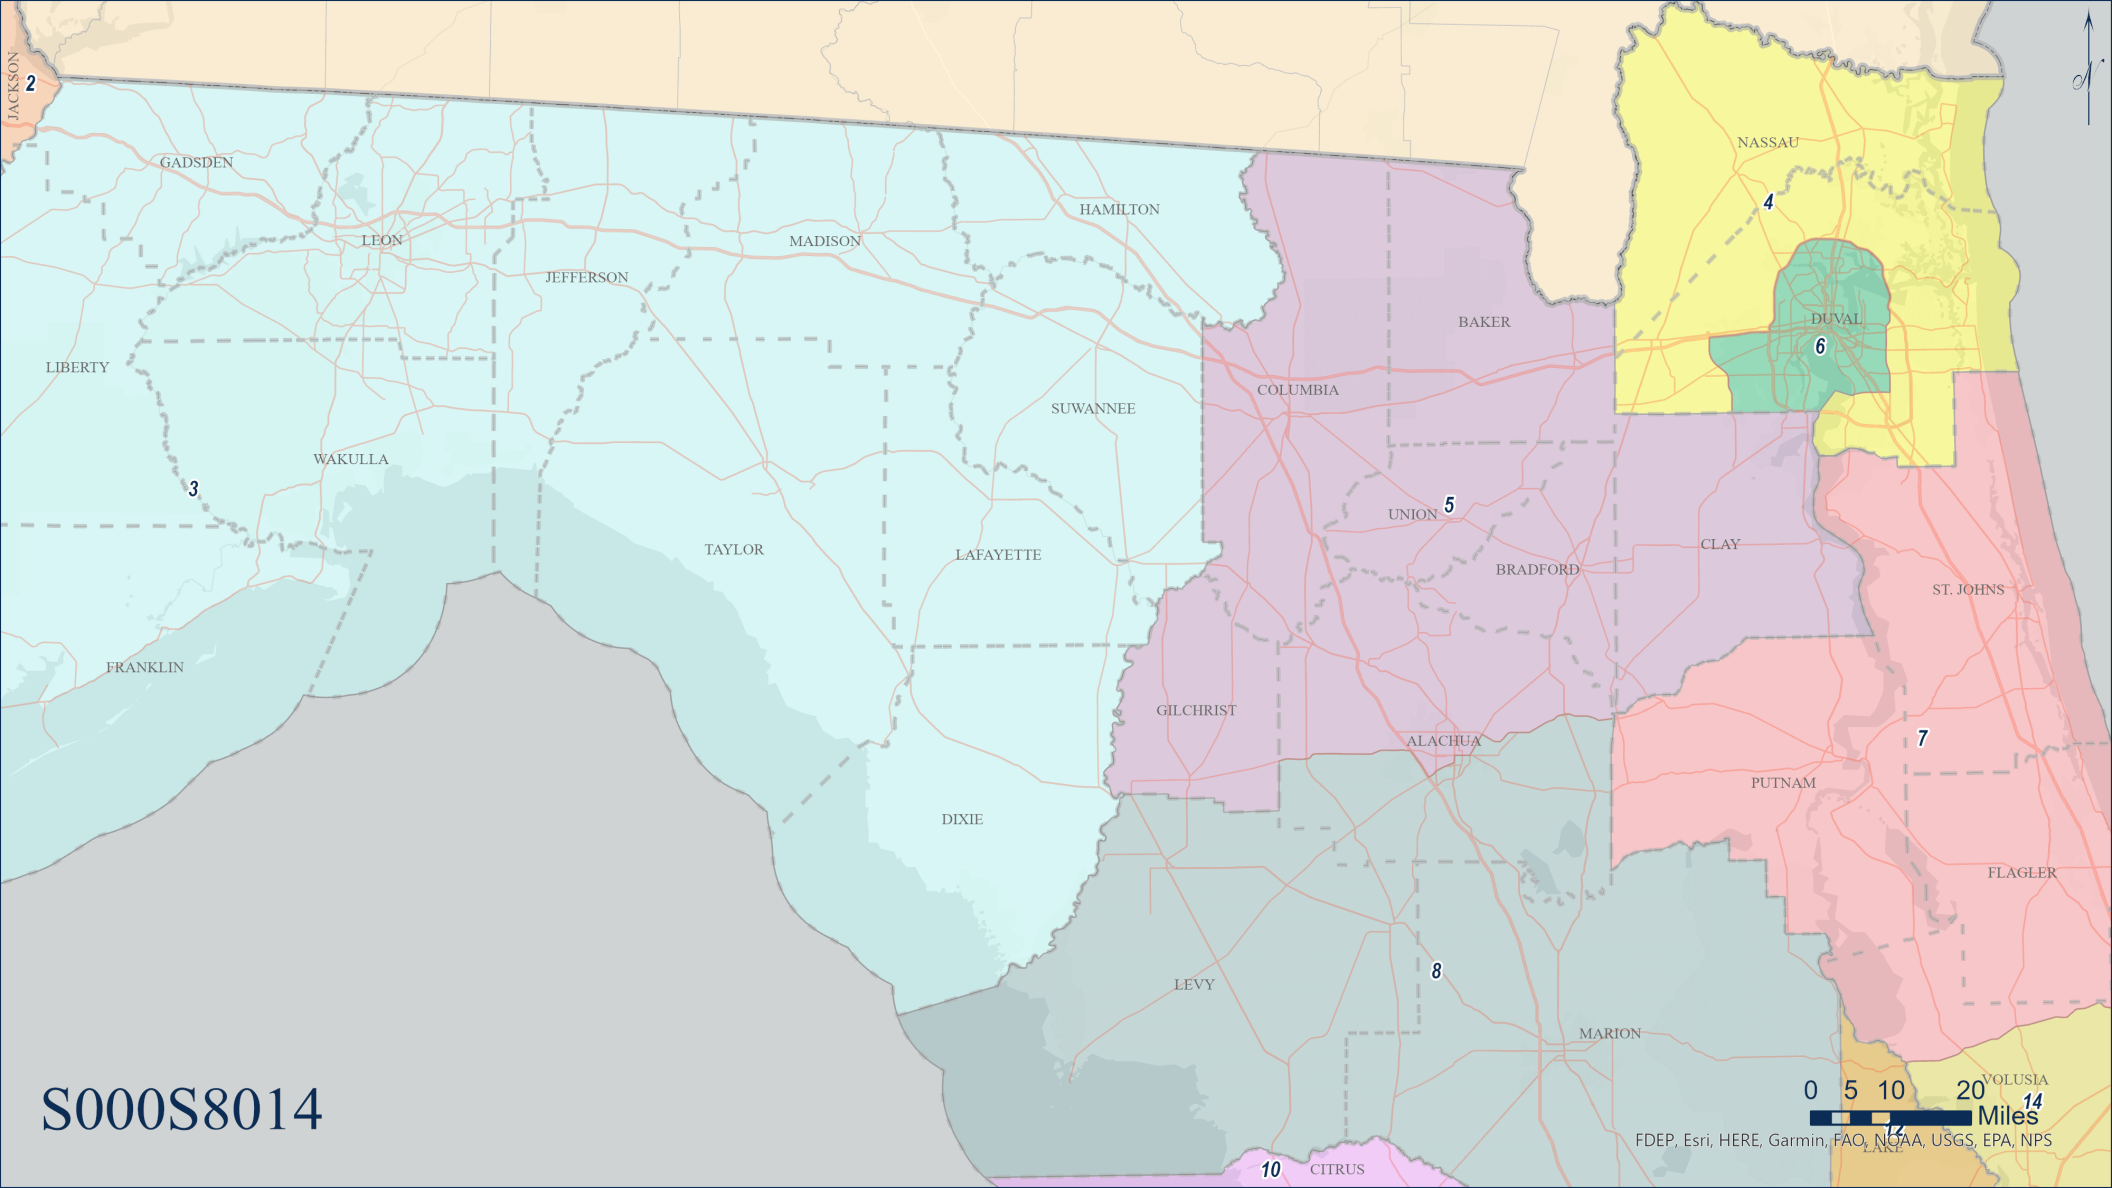 JACKSON
2
N
NASSAU
GADSDEN
4
HAMILTON
LEON
MADISON
JEFFERSON
DUVAL
BAKER
6
LIBERTY
COLUMBIA
SUWANNEE
WAKULLA
3
5
UNION
TAYLOR
LAFAYETTE
CLAY
BRADFORD
ST. JOHNS
FRANKLIN
GILCHRIST
ALACHUA
7
PUTNAM
DIXIE
FLAGLER
8
LEVY
MARION
VOLUSIA
0 5 10 20
Miles
14
S000S8014
12
FDEP, Esri, HERE, Garmin, FAO, NOAA, USGS, EPA, NPS
LAKE
10
CITRUS